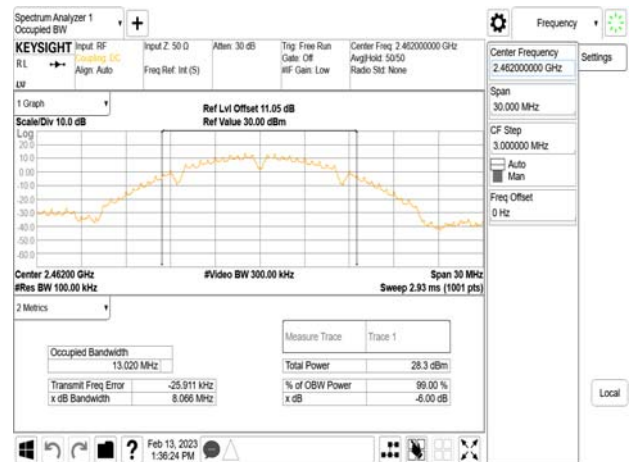 Spectrum Analyzer 1
Occupied BW
+
Frequency
KEYSIGHT Input: RF Input Z: 50 Ω Atten: 30 dB Trig: Free Run Center Freq: 2.462000000 GHz
RL Coupling: DC Gate: Off Avg|Hold: 50/50
Align: Auto Freq Ref: Int (S) #IF Gain: Low Radio Std: None
LXI
Center Frequency
2.462000000 GHz
Settings
Span
30.000 MHz
CF Step
3.000000 MHz
Auto
Man
Freq Offset
0 Hz
1 Graph
Ref Lvl Offset 11.05 dB
Scale/Div 10.0 dB Ref Value 30.00 dBm
Log
20.0
10.0
0.00
-10.0
-20.0
-30.0
-40.0
-50.0
-60.0
Center 2.46200 GHz #Video BW 300.00 kHz Span 30 MHz
#Res BW 100.00 kHz Sweep 2.93 ms (1001 pts)
2 Metrics
Measure Trace Trace 1
Occupied Bandwidth
13.020 MHz Total Power 28.3 dBm
Transmit Freq Error -25.911 kHz % of OBW Power 99.00 %
x dB Bandwidth 8.066 MHz x dB -6.00 dB
Local
? Feb 13, 2023
1:36:24 PM